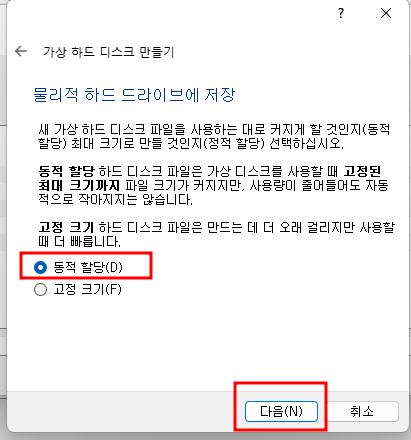 ?
가상 하드 디스크 만들기
물리적 하드 드라이브에 저장
새 가상 하드 디스크 파일을 사용하는 대로 커지게 할 것인지(동적
할당) 최대 크기로 만들 것인지(정적 할당) 선택하십시오.
동적 할당 하드 디스크 파일은 가상 디스크를 사용할 때 고정된
최대 크기까지 파일 크기가 커지지만, 사용량이 줄어들어도 자동
적으로 작아지지는 않습니다.
고정 크기 하드 디스크 파일은 만드는 데 더 오래 걸리지만 사용할
때 더 빠릅니다.
동적 할당(D)
고정 크기(F)
다음(N) 취소